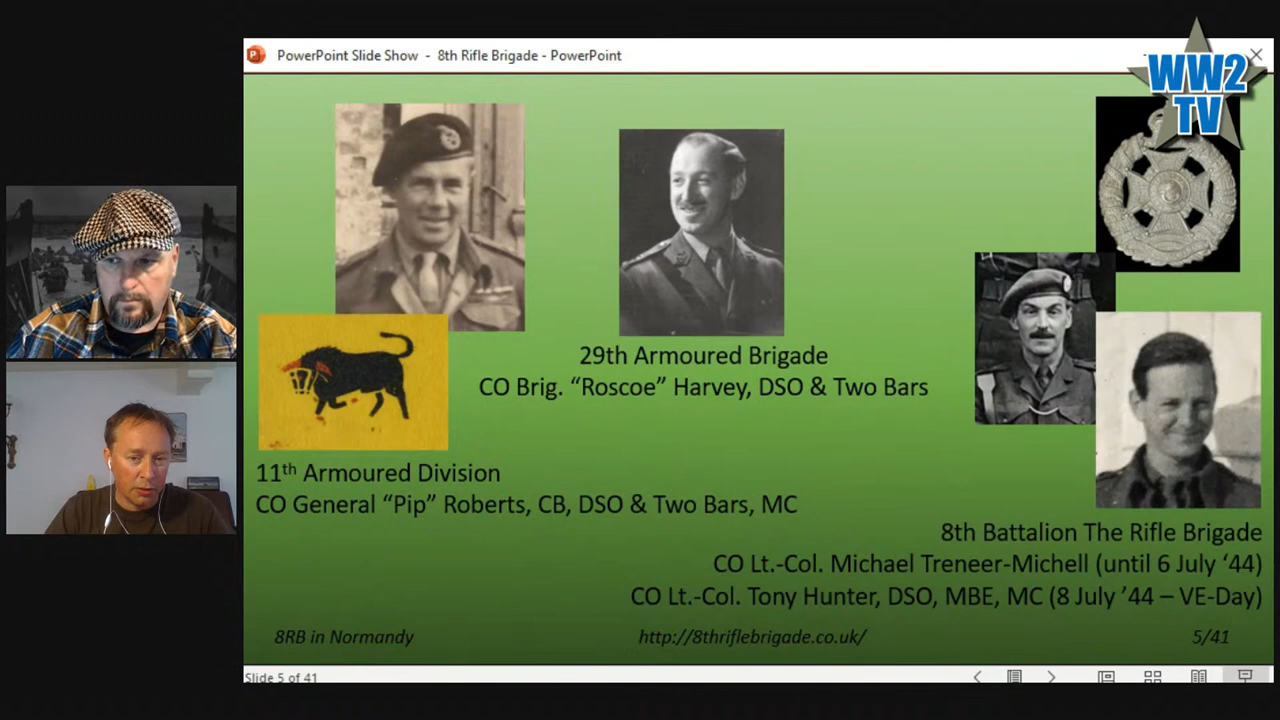 PowerPoint Slide Show - 8th Rifle Brigade - PowerPoint
WW2
TV
29th Armoured Brigade
CO Brig. “Roscoe” Harvey, DSO & Two Bars
11th Armoured Division
CO General “Pip” Roberts, CB, DSO & Two Bars, MC
8th Battalion The Rifle Brigade
CO Lt.-Col. Michael Treneer-Michell (until 6 July ‘44)
CO Lt.-Col. Tony Hunter, DSO, MBE, MC (8 July ’44 – VE-Day)
8RB in Normandy
http://8thriflebrigade.co.uk/
5/41
Slide 5 of 41